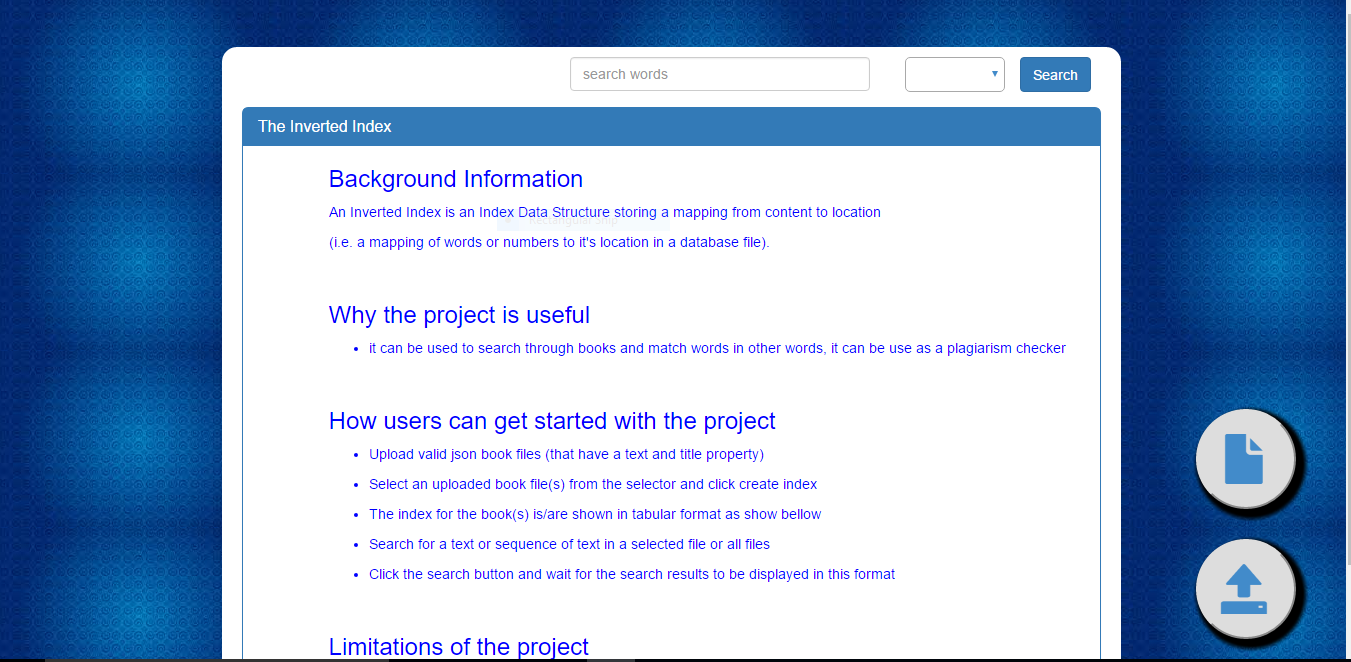 search words
Search
The Inverted Index
Background Information
An Inverted Index is an Index Data Structure storing a mapping from content to location
(i.e. a mapping of words or numbers to it's location in a database file).
Why the project is useful
it can be used to search through books and match words in other words, it can be use as a plagiarism checker
How users can get started with the project
Upload valid json book files (that have a text and title property)
Select an uploaded book file(s) from the selector and click create index
The index for the book(s) is/are shown in tabular format as show bellow
Search for a text or sequence of text in a selected file or all files
Click the search button and wait for the search results to be displayed in this format
Limitations of the project